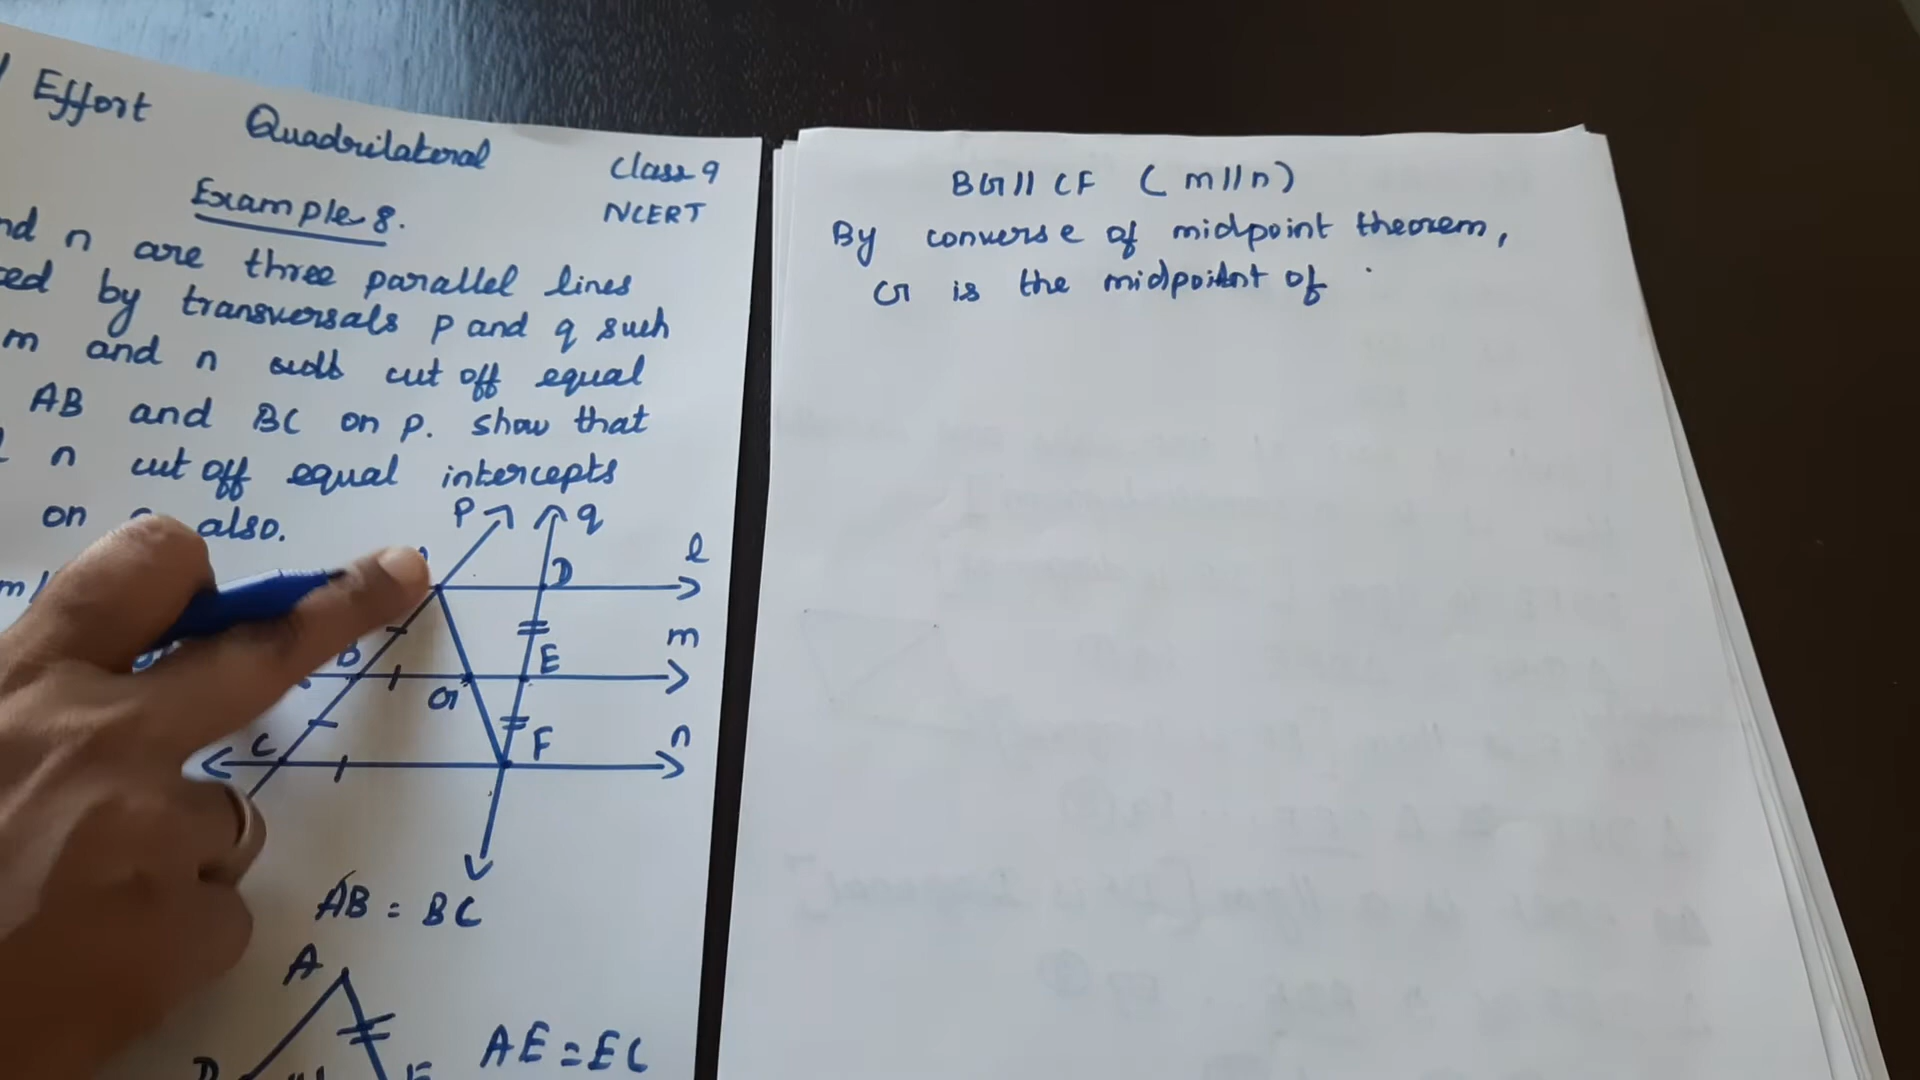 Effort
Quadrilateral
Class 9
NCERT
Example 8.
n are three parallel lines
by transversals p and q such
m and n cut off equal
AB and BC on p. show that
n cut off equal intercepts
on also.
P q
l
D
m
B E
G
n
C F
AB = BC
A
AE = EC
D
BG || CF ( m || n )
By converse of midpoint theorem,
G is the midpoint of